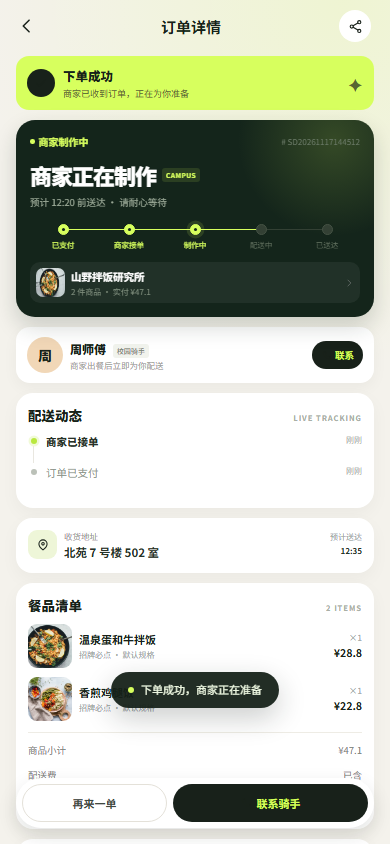 订单详情
下单成功
商家已收到订单，正在为你准备
商家制作中
# SD20261117144512
商家正在制作 CAMPUS
预计 12:20 前送达 · 请耐心等待
已支付 商家接单 制作中 配送中 已送达
山野拌饭研究所
2 件商品 · 实付 ¥47.1
周
周师傅 校园骑手
商家出餐后立即为你配送
联系
配送动态 LIVE TRACKING
商家已接单 刚刚
订单已支付 刚刚
收货地址 预计送达
北苑 7 号楼 502 室 12:35
餐品清单 2 ITEMS
温泉蛋和牛拌饭 ×1
招牌必点 · 默认规格 ¥28.8
香煎鸡 ×1
招牌必点 · 默认规格 ¥22.8
下单成功，商家正在准备
商品小计 ¥47.1
配送费 已含
再来一单 联系骑手